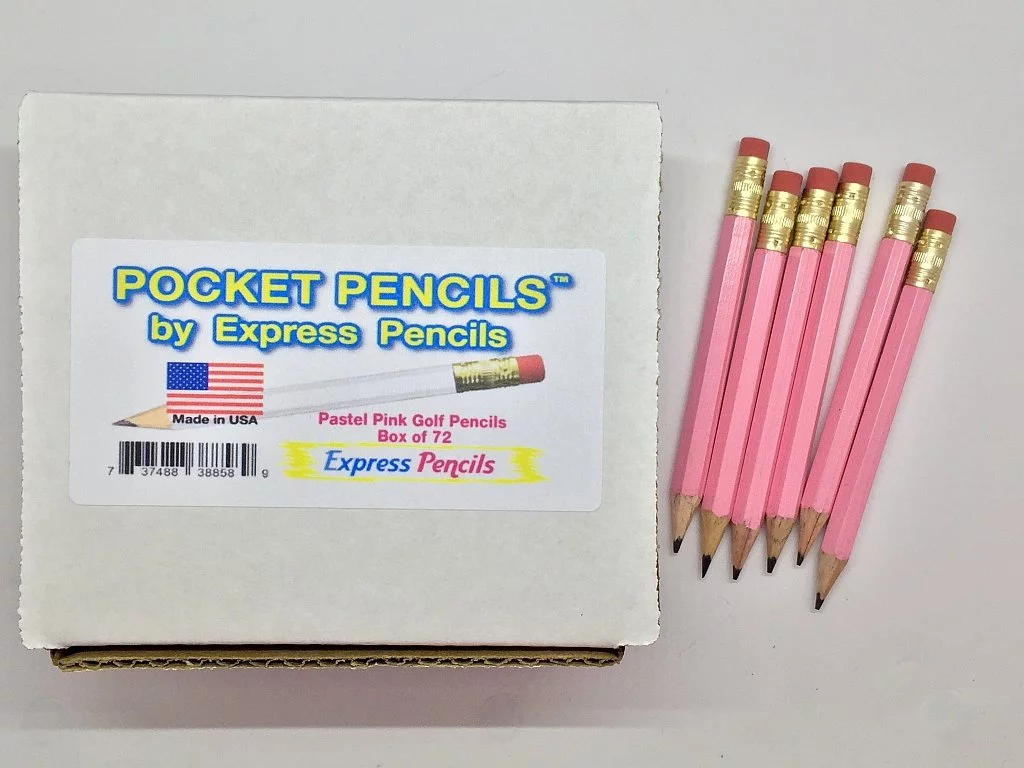 POCKET PENCILS™
by Express Pencils
Made in USA
Pastel Pink Golf Pencils
Box of 72
7 37488 38858 9
Express Pencils